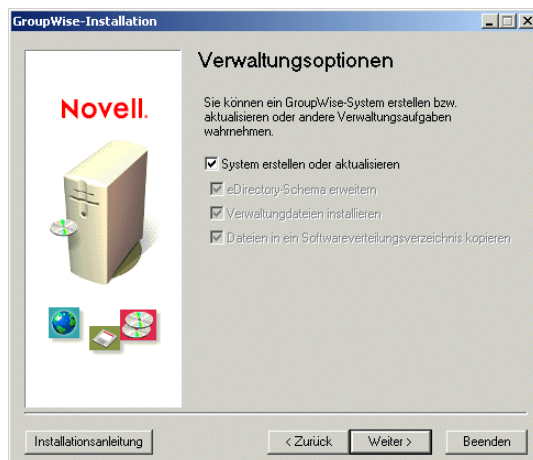 GroupWise-Installation
Novell.
Verwaltungsoptionen
Sie können ein GroupWise-System erstellen bzw.
aktualisieren oder andere Verwaltungsaufgaben
wahrnehmen.
System erstellen oder aktualisieren
eDirectory-Schema erweitern
Verwaltungdateien installieren
Dateien in ein Softwareverteilungsverzeichnis kopieren
Installationsanleitung
< Zurück
Weiter >
Beenden